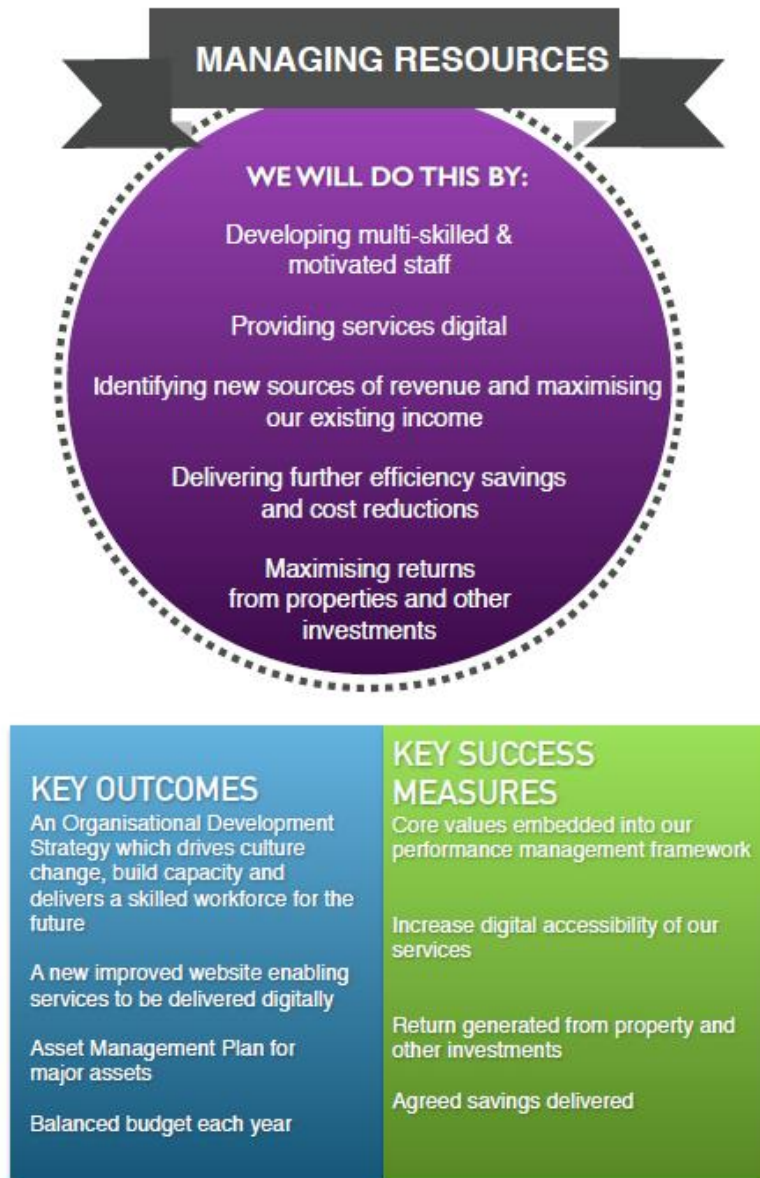 MANAGING RESOURCES
WE WILL DO THIS BY:
Developing multi-skilled &
motivated staff
Providing services digital
Identifying new sources of revenue and maximising
our existing income
Delivering further efficiency savings
and cost reductions
Maximising returns
from properties and other
investments
KEY OUTCOMES
An Organisational Development
Strategy which drives culture
change, build capacity and
delivers a skilled workforce for the
future
A new improved website enabling
services to be delivered digitally
Asset Management Plan for
major assets
Balanced budget each year
KEY SUCCESS
MEASURES
Core values embedded into our
performance management framework
Increase digital accessibility of our
services
Return generated from property and
other investments
Agreed savings delivered